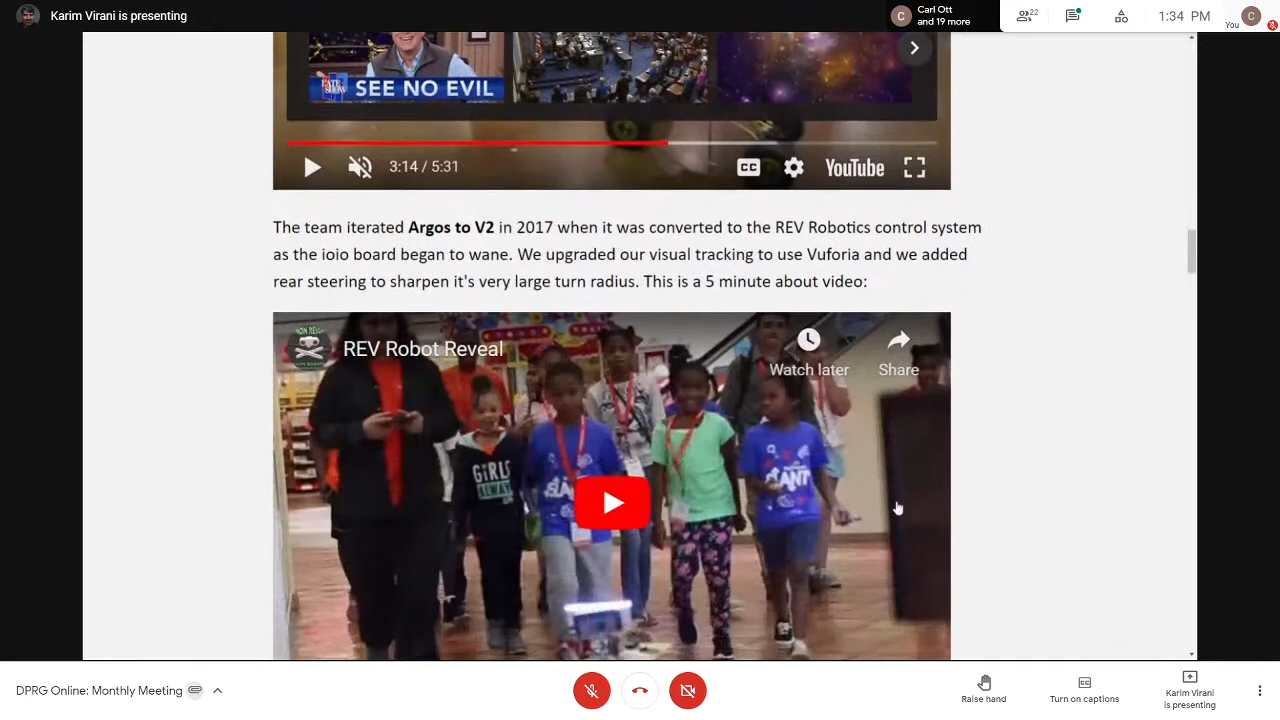 Karim Virani is presenting
C
Carl Ott
and 19 more
22
1:34 PM
You
C
LATE
SHOW
SEE NO EVIL
3:14 / 5:31
CC
YouTube
The team iterated Argos to V2 in 2017 when it was converted to the REV Robotics control system
as the ioio board began to wane. We upgraded our visual tracking to use Vuforia and we added
rear steering to sharpen it's very large turn radius. This is a 5 minute about video:
REV Robot Reveal
Watch later
Share
GiRLS
DPRG Online: Monthly Meeting
Raise hand
Turn on captions
Karim Virani
is presenting